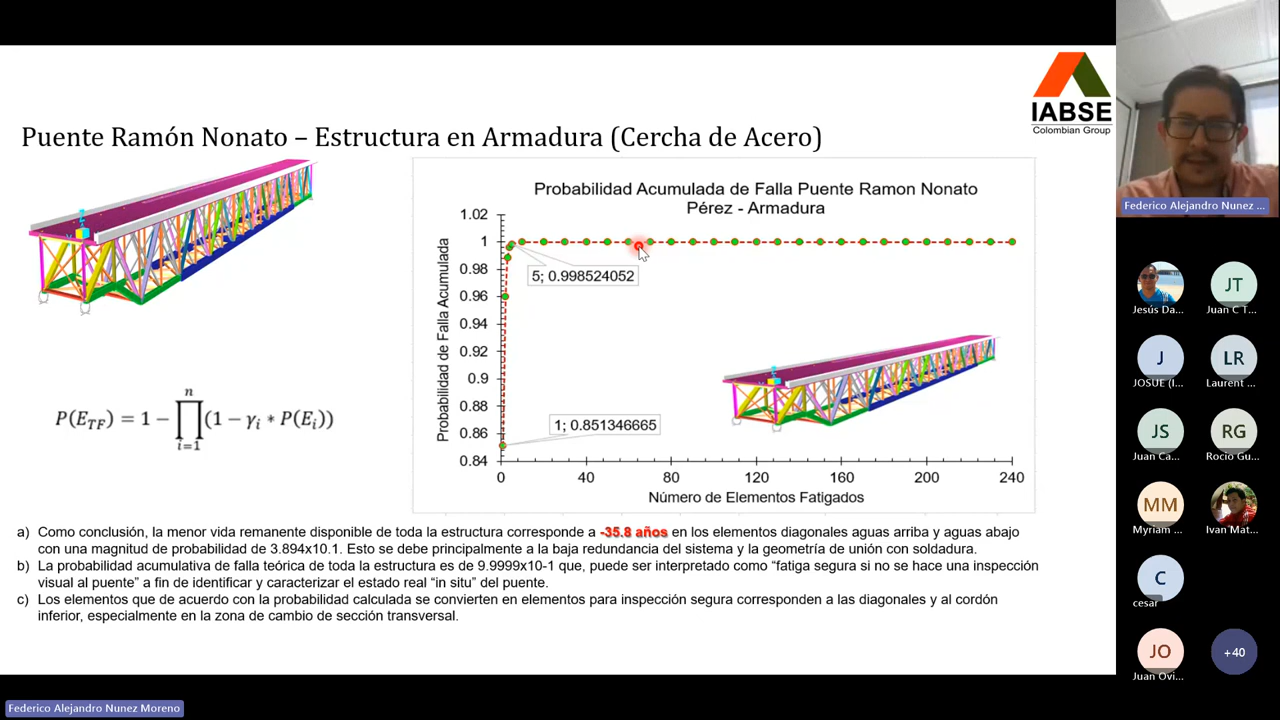 IABSE
Colombian Group
Puente Ramón Nonato – Estructura en Armadura (Cercha de Acero)
Probabilidad Acumulada de Falla Puente Ramon Nonato
Pérez - Armadura
Probabilidad de Falla Acumulada
1.02
1
0.98
0.96
0.94
0.92
0.9
0.88
0.86
0.84
5; 0.998524052
1; 0.851346665
0 40 80 120 160 200 240
Número de Elementos Fatigados
P(E_TF) = 1 − ∏ⁿᵢ₌₁ (1 − γᵢ * P(Eᵢ))
a) Como conclusión, la menor vida remanente disponible de toda la estructura corresponde a -35.8 años en los elementos diagonales aguas arriba y aguas abajo
con una magnitud de probabilidad de 3.894x10.1. Esto se debe principalmente a la baja redundancia del sistema y la geometría de unión con soldadura.
b) La probabilidad acumulativa de falla teórica de toda la estructura es de 9.9999x10-1 que, puede ser interpretado como “fatiga segura si no se hace una inspección
visual al puente” a fin de identificar y caracterizar el estado real “in situ” del puente.
c) Los elementos que de acuerdo con la probabilidad calculada se convierten en elementos para inspección segura corresponden a las diagonales y al cordón
inferior, especialmente en la zona de cambio de sección transversal.
Federico Alejandro Nunez Moreno
Federico Alejandro Nunez ...
Jesús Da...
JT
Juan C T...
J
JOSUE (I...
LR
Laurent ...
JS
Juan Ca...
RG
Rocio Gu...
MM
Myriam ...
Ivan Mat...
C
cesar
JO
Juan Ovi...
+40